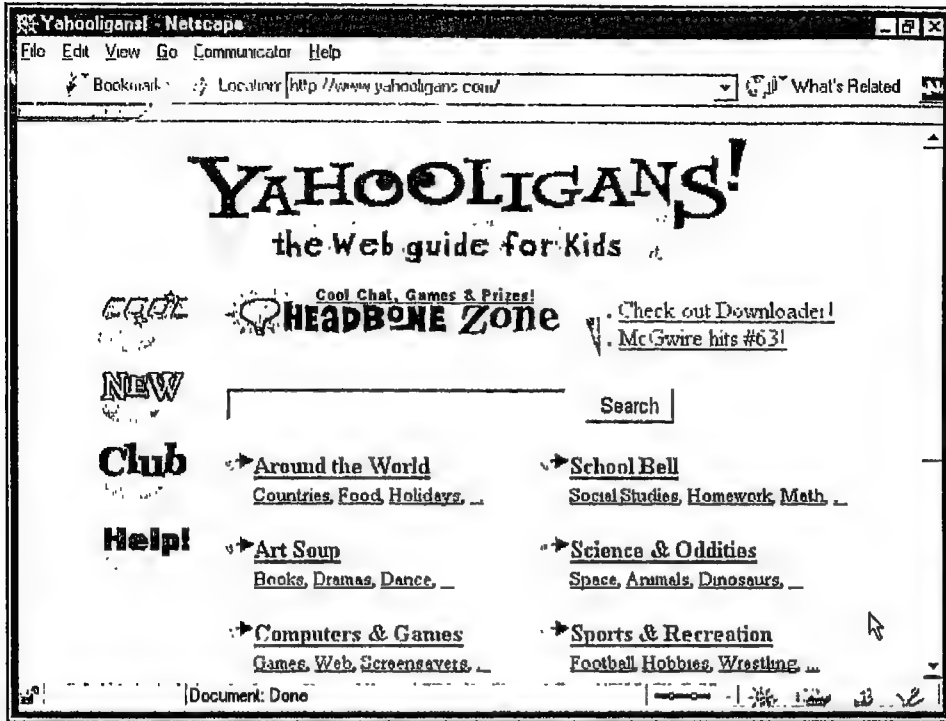 Yahooligans! - Netscape
File Edit View Go Communicator Help
Bookmark Location: http://www.yahooligans.com/ What's Related
YAHOOLIGANS!
the Web guide for Kids
COOL
Cool Chat, Games & Prizes!
HEADBONE ZONE
Check out Downloader!
McGwire hits #63!
NEW
Search
Club
Around the World
School Bell
Countries, Food, Holidays, ...
Social Studies, Homework, Math, ...
Help!
Art Soup
Science & Oddities
Books, Dramas, Dance, ...
Space, Animals, Dinosaurs, ...
Computers & Games
Sports & Recreation
Games, Web, Screensavers, ...
Football, Hobbies, Wrestling, ...
Document: Done